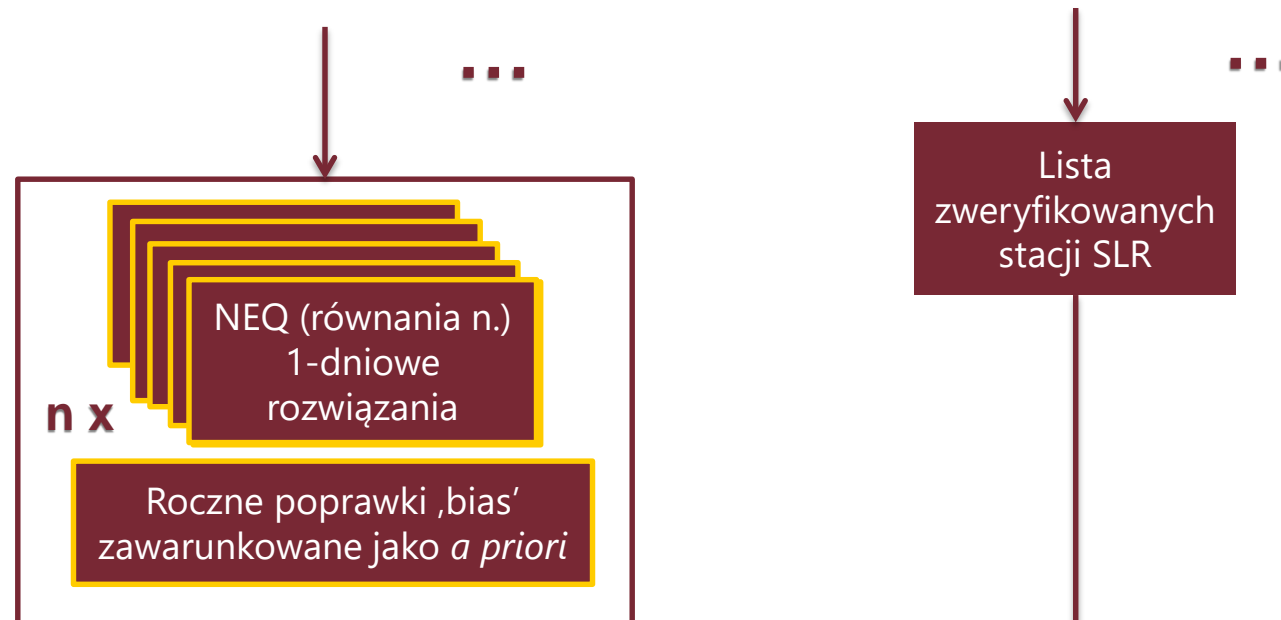 ...
...
Lista
zweryfikowanych
stacji SLR
NEQ (równania n.)
1-dniowe
rozwiązania
n x
Roczne poprawki ‚bias’
zawarunkowane jako a priori